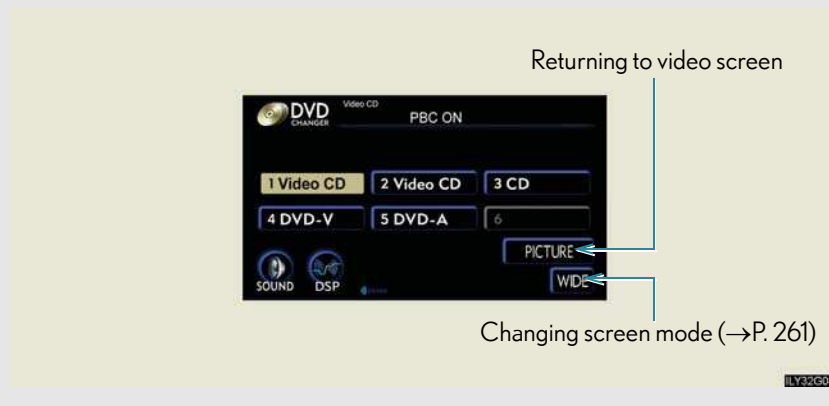 Returning to video screen
DVD Video CD
CHANGER
PBC ON
1 Video CD 2 Video CD 3 CD
4 DVD-V 5 DVD-A 6
PICTURE
SOUND DSP WIDE
Changing screen mode (→P. 261)